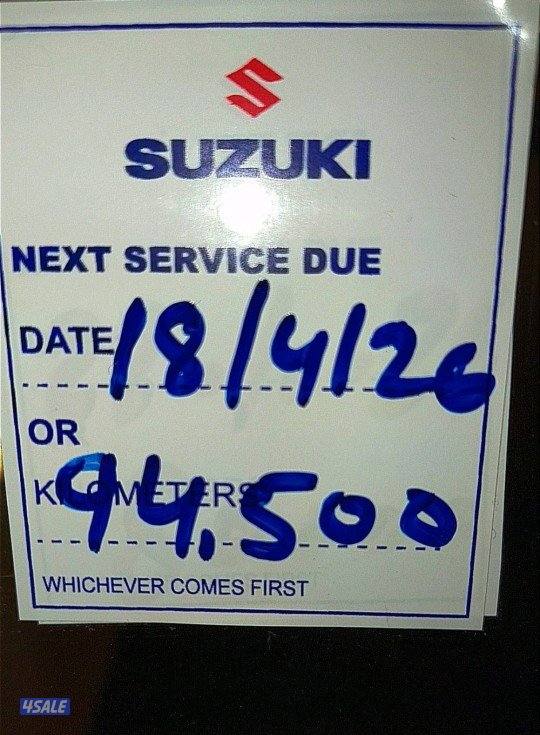 SUZUKI
NEXT SERVICE DUE
DATE 18/4/26
OR
KILOMETERS 94,500
WHICHEVER COMES FIRST
4SALE